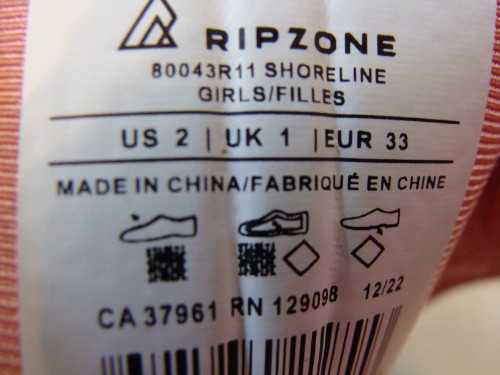 RIPZONE
80043R11 SHORELINE
GIRLS/FILLES
US 2 | UK 1 | EUR 33
MADE IN CHINA/FABRIQUÉ EN CHINE
CA 37961 RN 129098 12/22